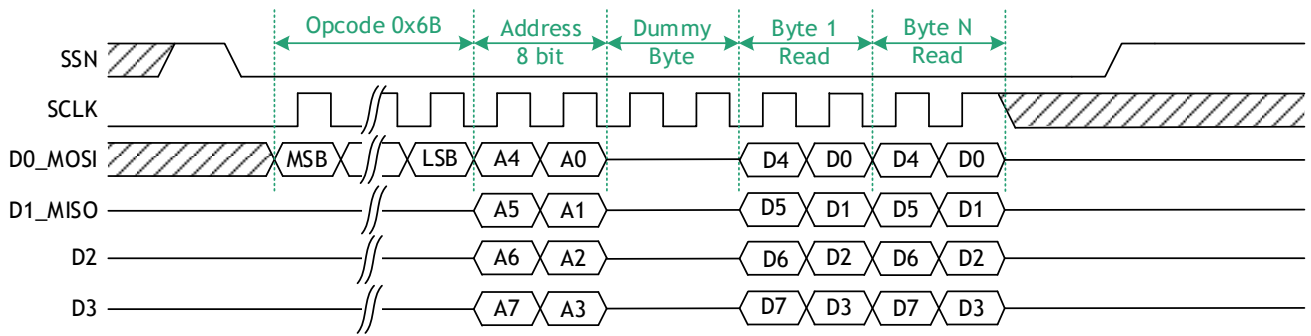 Opcode 0x6B Address Dummy Byte 1 Byte N
8 bit Byte Read Read
SSN
SCLK
D0_MOSI MSB LSB A4 A0 D4 D0 D4 D0
D1_MISO A5 A1 D5 D1 D5 D1
D2 A6 A2 D6 D2 D6 D2
D3 A7 A3 D7 D3 D7 D3